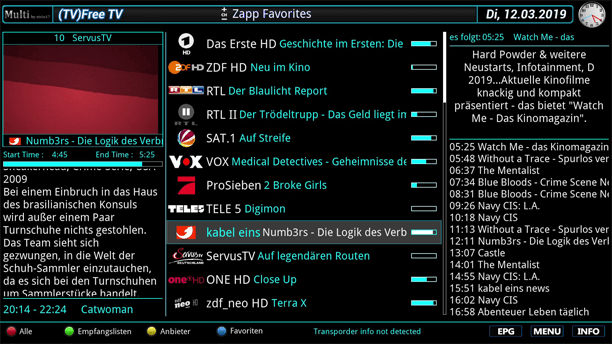 Multi
(TV)Free TV
Zapp Favorites
Di, 12.03.2019
10 ServusTV
Numb3rs - Die Logik des Verb
Start Time : 4:45 End Time : 5:25
2009
Bei einem Einbruch in das Haus
des brasilianischen Konsuls
wird außer einem Paar
Turnschuhe nichts gestohlen.
Das Team sieht sich
gezwungen, in die Welt der
Schuh-Sammler einzutauchen,
da es sich bei den Turnschuhen
um Sammlerstücke handelt
20:14 - 22:24 Catwoman
Das Erste HD Geschichte im Ersten: Die
ZDF HD Neu im Kino
RTL Der Blaulicht Report
RTL II Der Trödeltrupp - Das Geld liegt im
SAT.1 Auf Streife
VOX Medical Detectives - Geheimnisse de
ProSieben 2 Broke Girls
TELE 5 Digimon
kabel eins Numb3rs - Die Logik des Verb
ServusTV Auf legendären Routen
ONE HD Close Up
zdf_neo HD Terra X
es folgt: 05:25 Watch Me - das
Hard Powder & weitere
Neustarts, Infotainment, D
2019...Aktuelle Kinofilme
knackig und kompakt
präsentiert - das bietet "Watch
Me - Das Kinomagazin".
05:25 Watch Me - das Kinomagazin
05:48 Without a Trace - Spurlos ver
06:37 The Mentalist
07:34 Blue Bloods - Crime Scene Ne
08:31 Blue Bloods - Crime Scene Ne
09:26 Navy CIS: L.A.
10:18 Navy CIS
11:13 Without a Trace - Spurlos ver
12:11 Numb3rs - Die Logik des Verb
13:07 Castle
14:01 The Mentalist
14:55 Navy CIS: L.A.
15:51 kabel eins news
16:02 Navy CIS
16:58 Abenteuer Leben täglich
Alle
Empfangslisten
Anbieter
Favoriten
Transporder info not detected
EPG
MENU
INFO